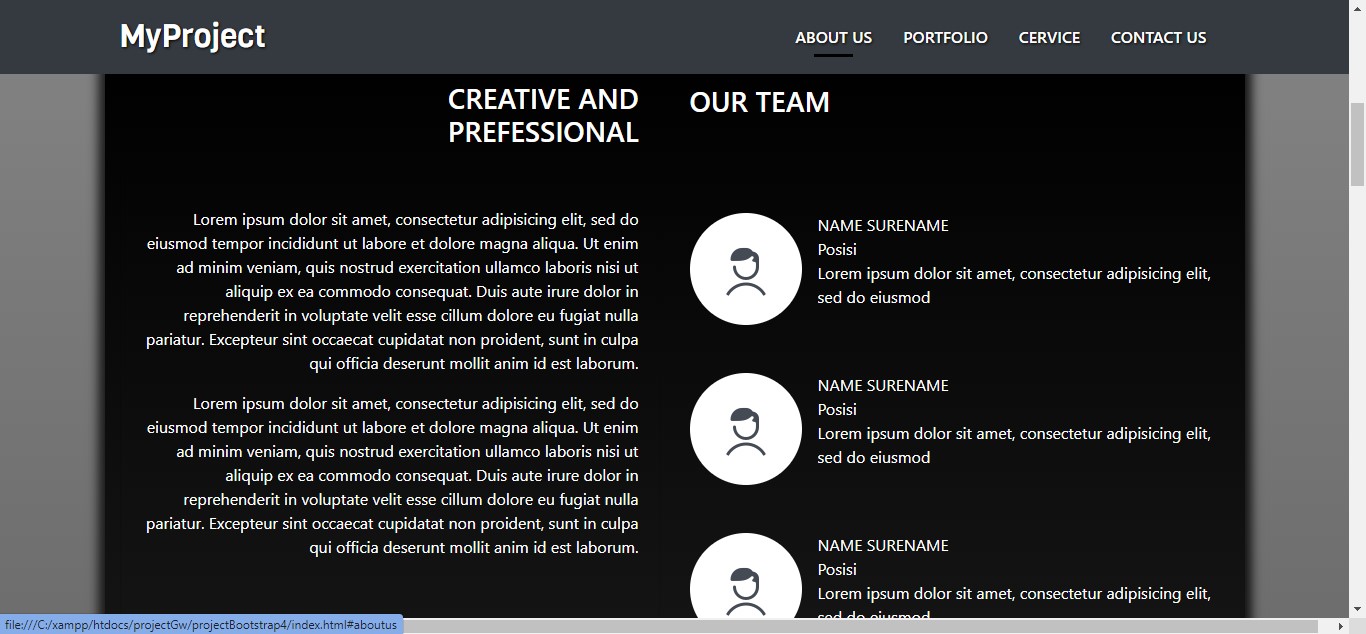 MyProject
ABOUT US
PORTFOLIO
CERVICE
CONTACT US
CREATIVE AND
PREFESSIONAL
Lorem ipsum dolor sit amet, consectetur adipisicing elit, sed do
eiusmod tempor incididunt ut labore et dolore magna aliqua. Ut enim
ad minim veniam, quis nostrud exercitation ullamco laboris nisi ut
aliquip ex ea commodo consequat. Duis aute irure dolor in
reprehenderit in voluptate velit esse cillum dolore eu fugiat nulla
pariatur. Excepteur sint occaecat cupidatat non proident, sunt in culpa
qui officia deserunt mollit anim id est laborum.
Lorem ipsum dolor sit amet, consectetur adipisicing elit, sed do
eiusmod tempor incididunt ut labore et dolore magna aliqua. Ut enim
ad minim veniam, quis nostrud exercitation ullamco laboris nisi ut
aliquip ex ea commodo consequat. Duis aute irure dolor in
reprehenderit in voluptate velit esse cillum dolore eu fugiat nulla
pariatur. Excepteur sint occaecat cupidatat non proident, sunt in culpa
qui officia deserunt mollit anim id est laborum.
OUR TEAM
NAME SURENAME
Posisi
Lorem ipsum dolor sit amet, consectetur adipisicing elit,
sed do eiusmod
NAME SURENAME
Posisi
Lorem ipsum dolor sit amet, consectetur adipisicing elit,
sed do eiusmod
NAME SURENAME
Posisi
Lorem ipsum dolor sit amet, consectetur adipisicing elit,
sed do eiusmod
file:///C:/xampp/htdocs/projectGw/projectBootstrap4/index.html#aboutus